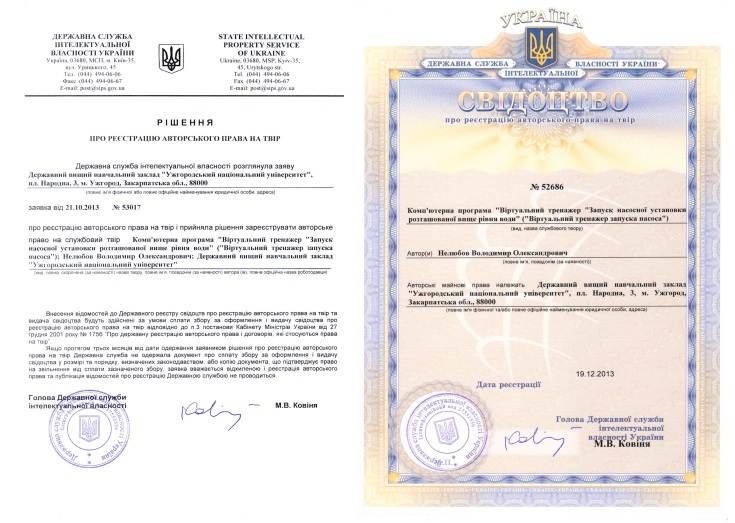 ДЕРЖАВНА СЛУЖБА
ІНТЕЛЕКТУАЛЬНОЇ
ВЛАСНОСТІ УКРАЇНИ
Україна, 03680, МСП, м. Київ-35,
вул. Урицького, 45
Тел. (044) 494-06-06
Факс (044) 494-06-67
E-mail: post@sips.gov.ua
STATE INTELLECTUAL
PROPERTY SERVICE
OF UKRAINE
Ukraine, 03680, MSP, Kyiv-35,
45, Urytskogo str.
Tel. (044) 494-06-06
Fax (044) 494-06-67
E-mail: post@sips.gov.ua
РІШЕННЯ
ПРО РЕЄСТРАЦІЮ АВТОРСЬКОГО ПРАВА НА ТВІР
Державна служба інтелектуальної власності розглянула заяву
Державний вищий навчальний заклад "Ужгородський національний університет",
пл. Народна, 3, м. Ужгород, Закарпатська обл., 88000
(повне ім'я фізичної або повне офіційне найменування юридичної особи, адреса)
заявка від 21.10.2013 № 53017
про реєстрацію авторського права на твір і прийняла рішення зареєструвати авторське
право на службовий твір Комп'ютерна програма "Віртуальний тренажер "Запуск
насосної установки розташованої вище рівня води" ("Віртуальний тренажер запуска
насоса"); Нелюбов Володимир Олександрович; Державний вищий навчальний заклад
"Ужгородський національний університет"
(вид, повна, скорочена (за наявності) назва твору, повне ім'я, псевдонім (за наявності) автора (ів), повне офіційна назва роботодавця)
Внесення відомостей до Державного реєстру свідоцтв про реєстрацію авторського права на твір та
видача свідоцтва будуть здійснені за умови сплати збору за оформлення і видачу свідоцтва про
реєстрацію авторського права на твір відповідно до п.3 постанови Кабінету Міністрів України від 27
грудня 2001 року № 1756 "Про державну реєстрацію авторського права і договорів, які стосуються права
на твір".
Якщо протягом трьох місяців від дати одержання заявником рішення про реєстрацію авторського
права на твір Державна служба не одержала документа про сплату збору за оформлення і видачу
свідоцтва у розмірі та порядку, визначених законодавством, або копію документа, що підтверджує право
на звільнення від сплати зазначеного збору, заявка вважається відхиленою і реєстрація авторського
права та публікація відомостей про реєстрацію Державною службою не проводиться.
Голова Державної служби
інтелектуальної власності
М.В. Ковіня
УКРАЇНА
ДЕРЖАВНА СЛУЖБА
ІНТЕЛЕКТУАЛЬНОЇ
ВЛАСНОСТІ УКРАЇНИ
СВІДОЦТВО
про реєстрацію авторського права на твір
№ 52686
Комп'ютерна програма "Віртуальний тренажер "Запуск насосної установки
розташованої вище рівня води" ("Віртуальний тренажер запуска насоса")
(вид, назва службового твору)
Автор(и) Нелюбов Володимир Олександрович
(повне ім'я, псевдонім (за наявності))
Авторські майнові права належать Державний вищий навчальний заклад
"Ужгородський національний університет", пл. Народна, 3, м. Ужгород,
Закарпатська обл., 88000
(повне ім'я фізичної та/або повне офіційне найменування юридичної особи, адреса)
19.12.2013
Дата реєстрації
Голова Державної служби
інтелектуальної
власності України
М.В. Ковіня